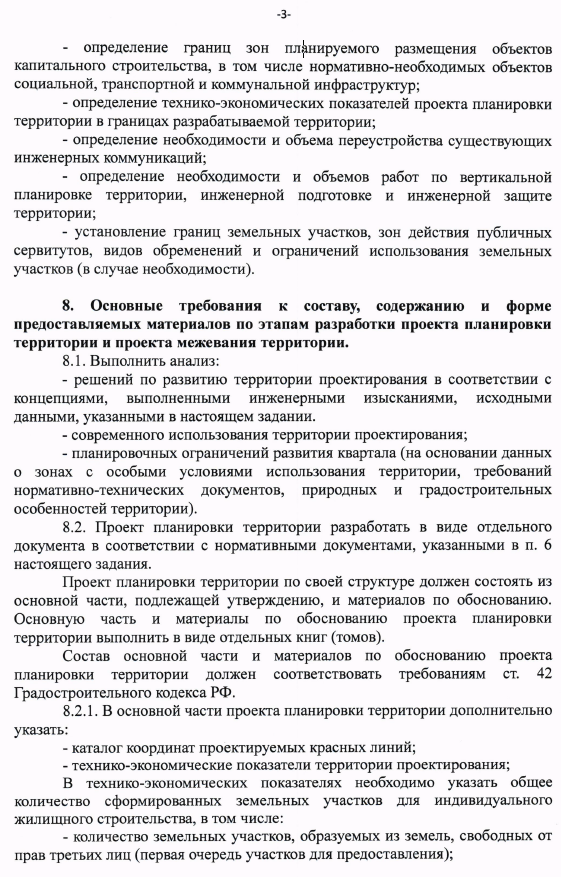 -3-
- определение границ зон планируемого размещения объектов
капитального строительства, в том числе нормативно-необходимых объектов
социальной, транспортной и коммунальной инфраструктур;
- определение технико-экономических показателей проекта планировки
территории в границах разрабатываемой территории;
- определение необходимости и объема переустройства существующих
инженерных коммуникаций;
- определение необходимости и объемов работ по вертикальной
планировке территории, инженерной подготовке и инженерной защите
территории;
- установление границ земельных участков, зон действия публичных
сервитутов, видов обременений и ограничений использования земельных
участков (в случае необходимости).
8. Основные требования к составу, содержанию и форме
предоставляемых материалов по этапам разработки проекта планировки
территории и проекта межевания территории.
8.1. Выполнить анализ:
- решений по развитию территории проектирования в соответствии с
концепциями, выполненными инженерными изысканиями, исходными
данными, указанными в настоящем задании.
- современного использования территории проектирования;
- планировочных ограничений развития квартала (на основании данных
о зонах с особыми условиями использования территории, требований
нормативно-технических документов, природных и градостроительных
особенностей территории).
8.2. Проект планировки территории разработать в виде отдельного
документа в соответствии с нормативными документами, указанными в п. 6
настоящего задания.
Проект планировки территории по своей структуре должен состоять из
основной части, подлежащей утверждению, и материалов по обоснованию.
Основную часть и материалы по обоснованию проекта планировки
территории выполнить в виде отдельных книг (томов).
Состав основной части и материалов по обоснованию проекта
планировки территории должен соответствовать требованиям ст. 42
Градостроительного кодекса РФ.
8.2.1. В основной части проекта планировки территории дополнительно
указать:
- каталог координат проектируемых красных линий;
- технико-экономические показатели территории проектирования;
В технико-экономических показателях необходимо указать общее
количество сформированных земельных участков для индивидуального
жилищного строительства, в том числе:
- количество земельных участков, образуемых из земель, свободных от
прав третьих лиц (первая очередь участков для предоставления);